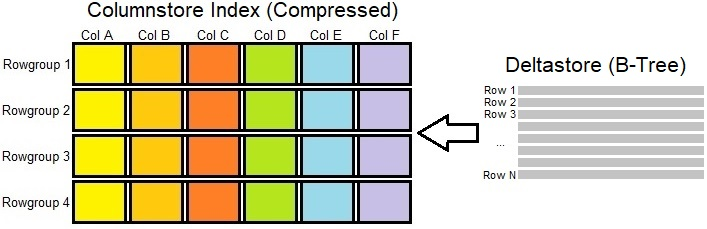 Columnstore Index (Compressed)
Col A Col B Col C Col D Col E Col F
Rowgroup 1
Rowgroup 2
Rowgroup 3
Rowgroup 4
Deltastore (B-Tree)
Row 1
Row 2
Row 3
...
Row N